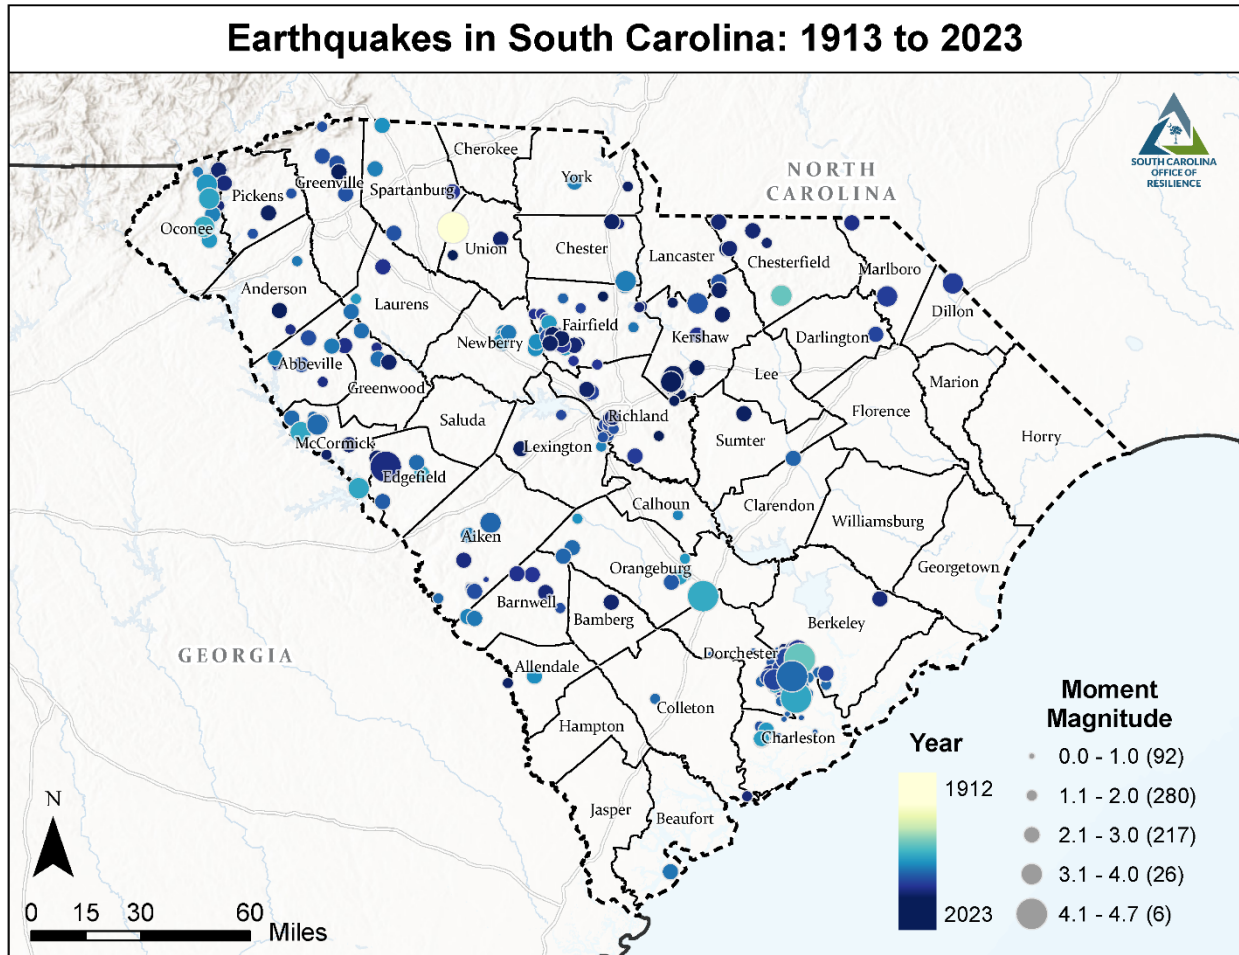 Earthquakes in South Carolina: 1913 to 2023
SOUTH CAROLINA
OFFICE OF
RESILIENCE
NORTH
CAROLINA
Cherokee
York
Greenville
Spartanburg
Pickens
Oconee
Union
Chester
Lancaster
Chesterfield
Marlboro
Dillon
Anderson
Laurens
Fairfield
Newberry
Kershaw
Darlington
Abbeville
Greenwood
Lee
Marion
Saluda
Richland
Florence
Horry
McCormick
Lexington
Sumter
Edgefield
Calhoun
Clarendon
Williamsburg
Aiken
Orangeburg
Georgetown
Barnwell
Bamberg
Berkeley
GEORGIA
Dorchester
Allendale
Colleton
Hampton
Charleston
Jasper
Beaufort
Year
1912
2023
Moment
Magnitude
0.0 - 1.0 (92)
1.1 - 2.0 (280)
2.1 - 3.0 (217)
3.1 - 4.0 (26)
4.1 - 4.7 (6)
N
0 15 30 60
Miles